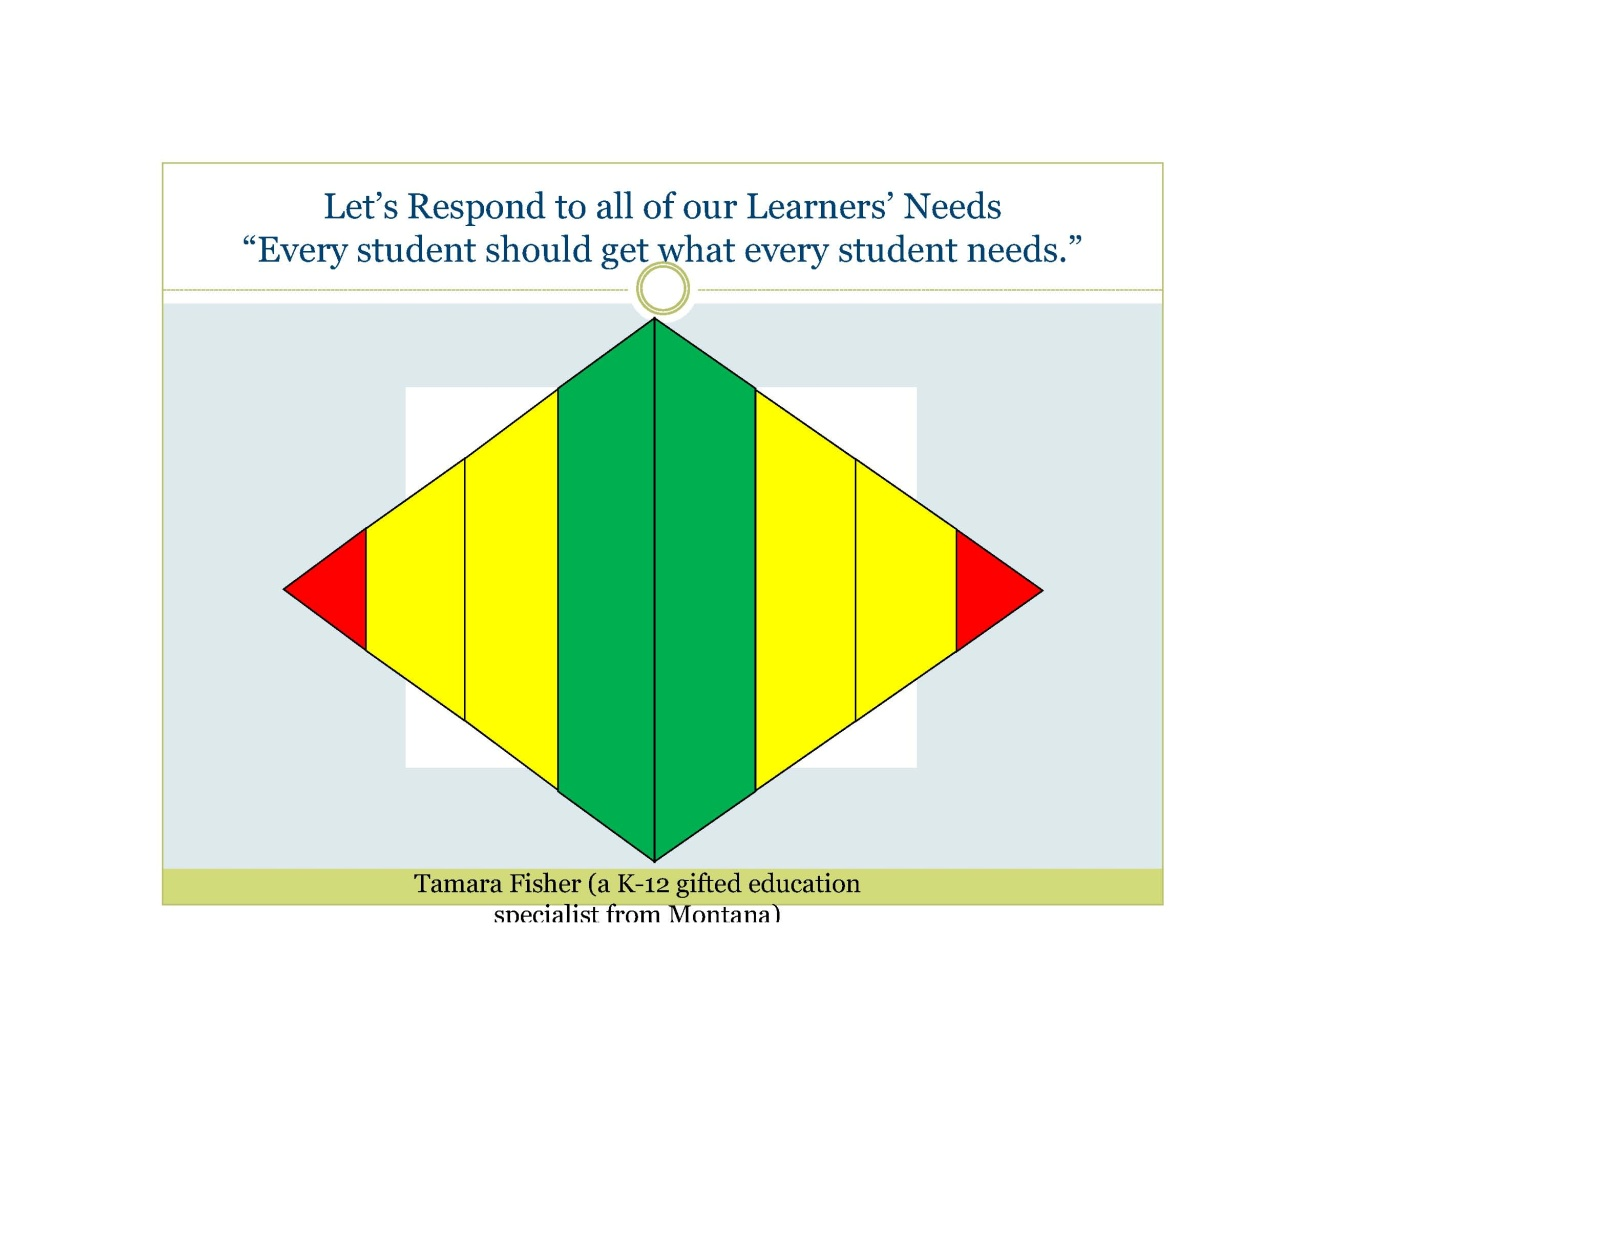 Let’s Respond to all of our Learners’ Needs
“Every student should get what every student needs.”
Tamara Fisher (a K-12 gifted education
specialist from Montana)